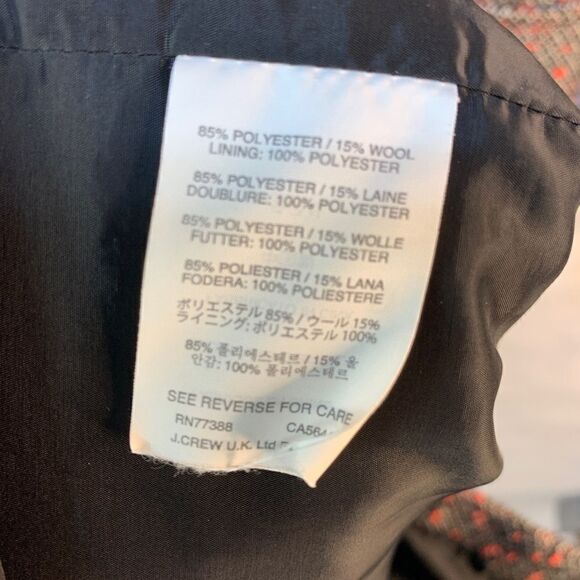 85% POLYESTER / 15% WOOL
LINING: 100% POLYESTER
85% POLYESTER / 15% LAINE
DOUBLURE: 100% POLYESTER
85% POLYESTER / 15% WOLLE
FUTTER: 100% POLYESTER
85% POLIESTER / 15% LANA
FODERA: 100% POLIESTERE
ポリエステル 85% / ウール 15%
ライニング: ポリエステル 100%
85% 폴리에스테르 / 15% 울
안감: 100% 폴리에스테르
SEE REVERSE FOR CARE
RN77388
J.CREW U.K. Ltd